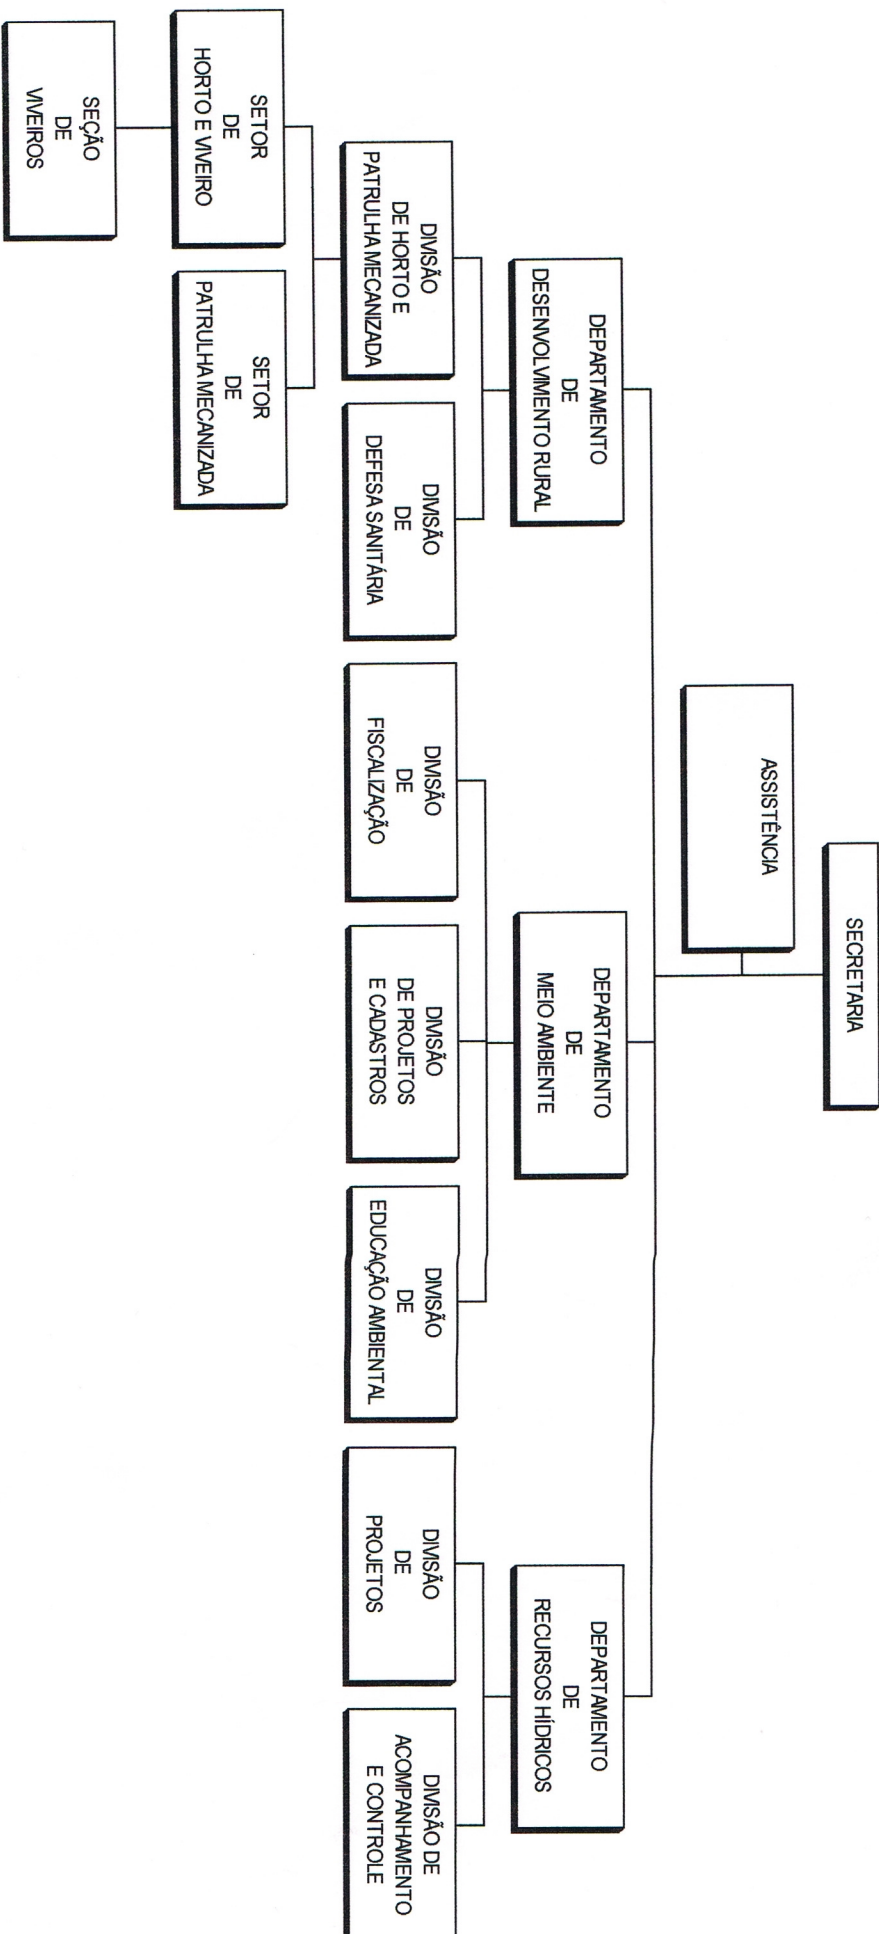 SECRETARIA
ASSISTÊNCIA
DEPARTAMENTO
DE
DESENVOLVIMENTO RURAL
DEPARTAMENTO
DE
MEIO AMBIENTE
DEPARTAMENTO
DE
RECURSOS HÍDRICOS
DIVISÃO
DE HORTO E
PATRULHA MECANIZADA
DIVISÃO
DE
DEFESA SANITÁRIA
DIVISÃO
DE
FISCALIZAÇÃO
DIVISÃO
DE PROJETOS
E CADASTROS
DIVISÃO
DE
EDUCAÇÃO AMBIENTAL
DIVISÃO
DE
PROJETOS
DIVISÃO DE
ACOMPANHAMENTO
E CONTROLE
SETOR
DE
HORTO E VIVEIRO
SETOR
DE
PATRULHA MECANIZADA
SEÇÃO
DE
VIVEIROS